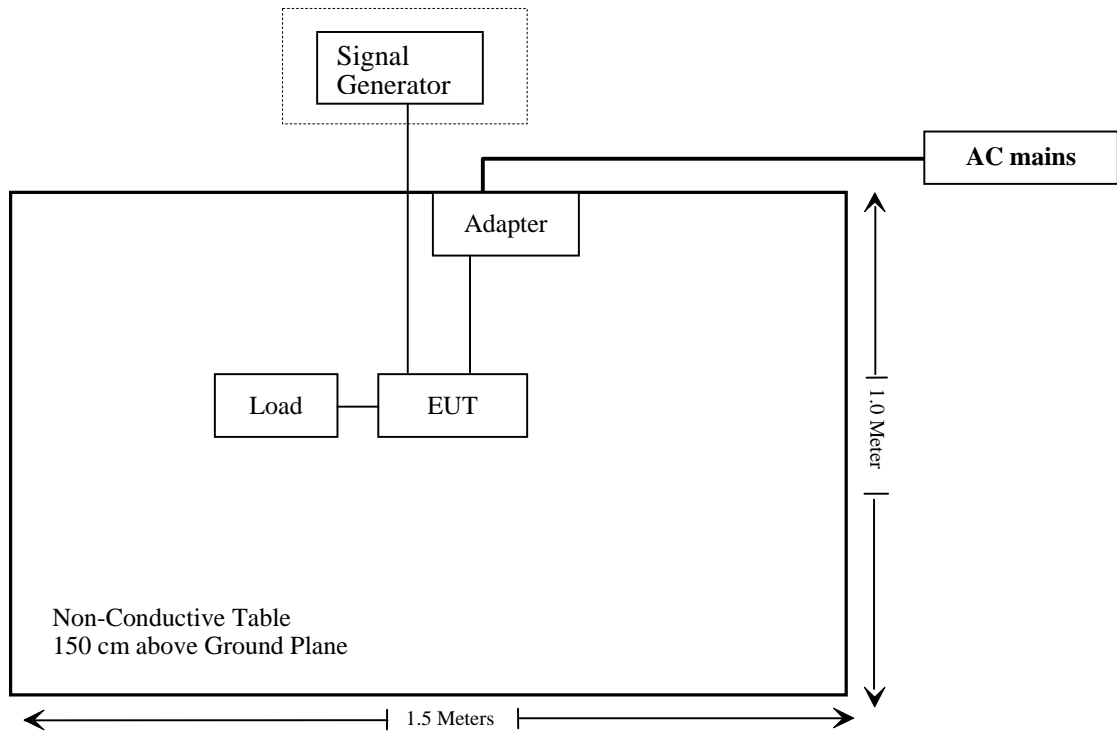 Signal
Generator
AC mains
Adapter
Load
EUT
1.0 Meter
Non-Conductive Table
150 cm above Ground Plane
1.5 Meters